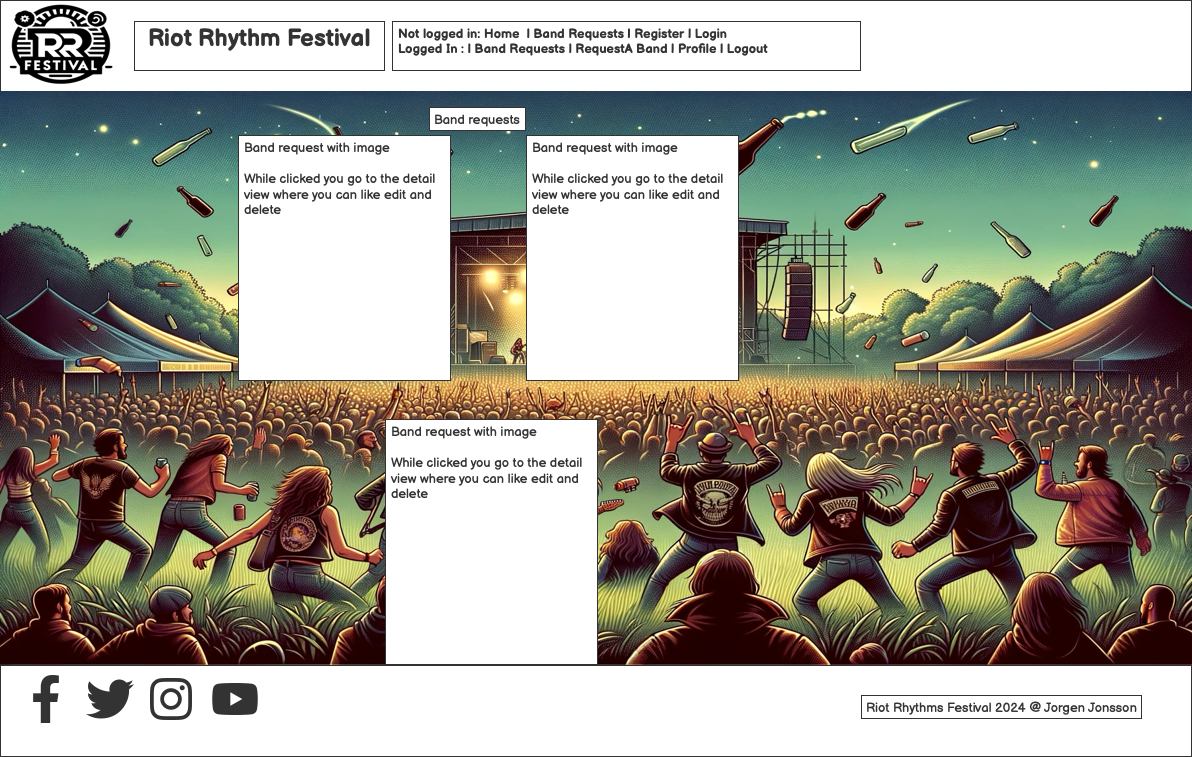 RR
FESTIVAL
Riot Rhythm Festival
Not logged in: Home | Band Requests | Register | Login
Logged In : | Band Requests | RequestA Band | Profile | Logout
Band requests
Band request with image
While clicked you go to the detail
view where you can like edit and
delete
Band request with image
While clicked you go to the detail
view where you can like edit and
delete
Band request with image
While clicked you go to the detail
view where you can like edit and
delete
Riot Rhythms Festival 2024 @ Jorgen Jonsson